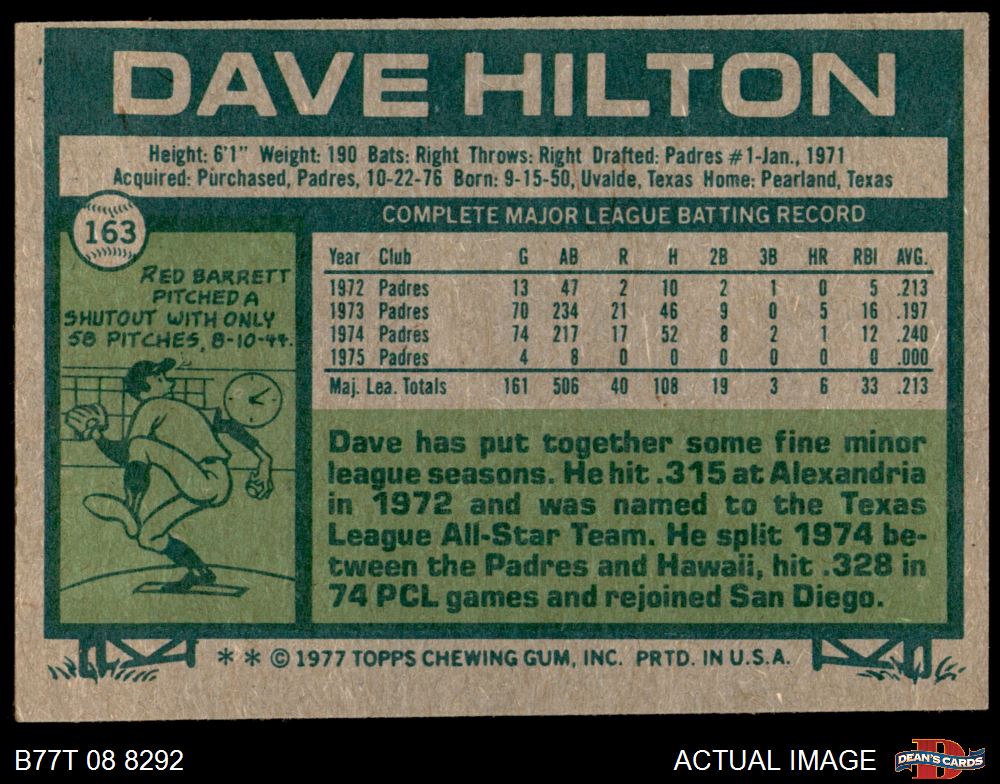 DAVE HILTON
Height: 6'1" Weight: 190 Bats: Right Throws: Right Drafted: Padres #1-Jan., 1971
Acquired: Purchased, Padres, 10-22-76 Born: 9-15-50, Uvalde, Texas Home: Pearland, Texas
163
RED BARRETT
PITCHED A
SHUTOUT WITH ONLY
58 PITCHES, 8-10-44.
COMPLETE MAJOR LEAGUE BATTING RECORD
Year Club G AB R H 2B 3B HR RBI AVG.
1972 Padres 13 47 2 10 2 1 0 5 .213
1973 Padres 70 234 21 46 9 0 5 16 .197
1974 Padres 74 217 17 52 8 2 1 12 .240
1975 Padres 4 8 0 0 0 0 0 0 .000
Maj. Lea. Totals 161 506 40 108 19 3 6 33 .213
Dave has put together some fine minor
league seasons. He hit .315 at Alexandria
in 1972 and was named to the Texas
League All-Star Team. He split 1974 be-
tween the Padres and Hawaii, hit .328 in
74 PCL games and rejoined San Diego.
* * © 1977 TOPPS CHEWING GUM, INC. PRTD. IN U.S.A.
B77T 08 8292
ACTUAL IMAGE
D
DEAN'S CARDS